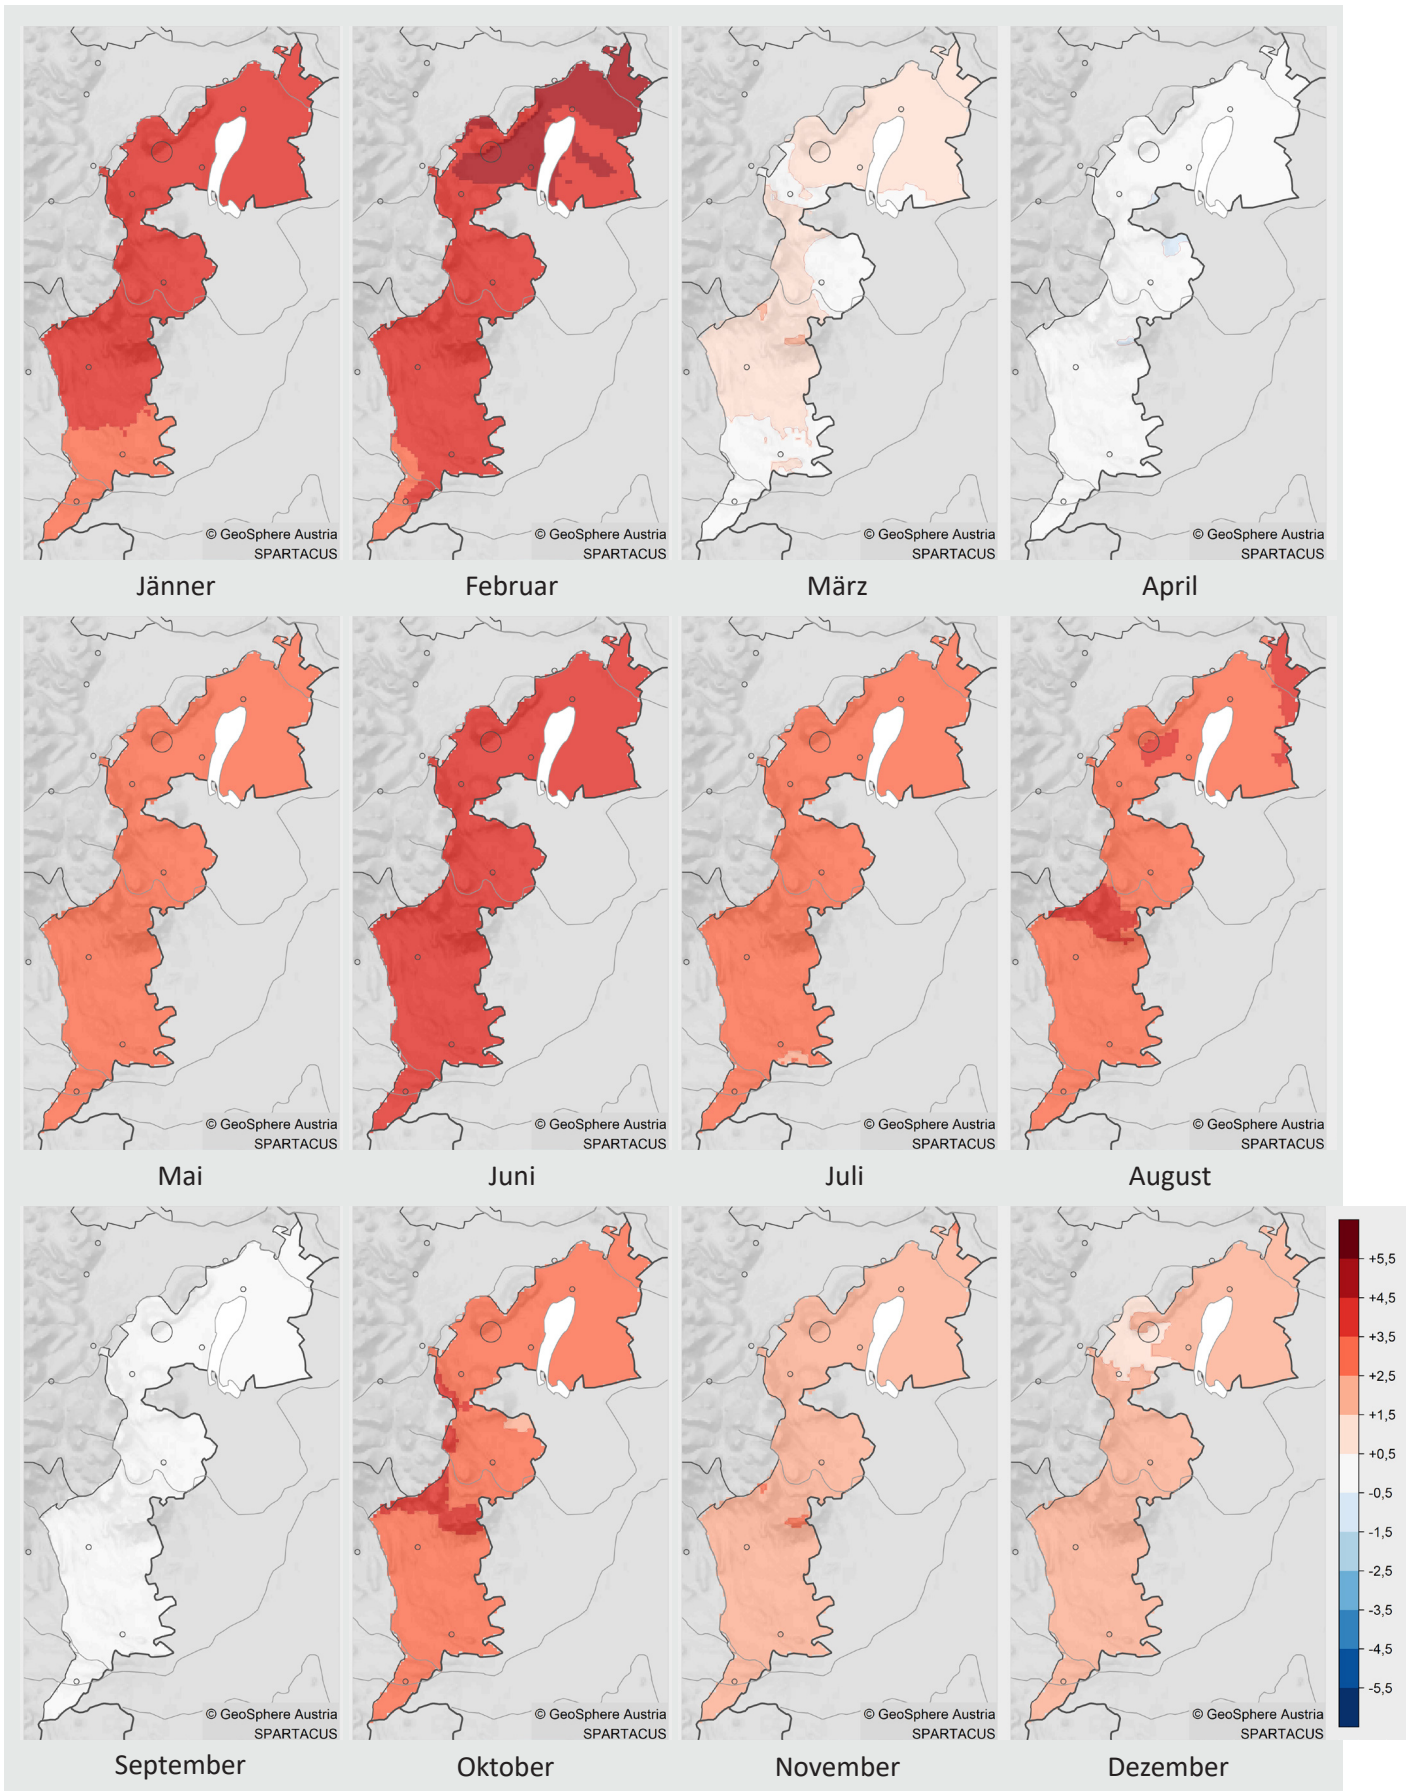 © GeoSphere Austria
SPARTACUS
© GeoSphere Austria
SPARTACUS
© GeoSphere Austria
SPARTACUS
© GeoSphere Austria
SPARTACUS
Jänner
Februar
März
April
© GeoSphere Austria
SPARTACUS
© GeoSphere Austria
SPARTACUS
© GeoSphere Austria
SPARTACUS
© GeoSphere Austria
SPARTACUS
Mai
Juni
Juli
August
© GeoSphere Austria
SPARTACUS
© GeoSphere Austria
SPARTACUS
© GeoSphere Austria
SPARTACUS
© GeoSphere Austria
SPARTACUS
September
Oktober
November
Dezember
+5,5
+4,5
+3,5
+2,5
+1,5
+0,5
-0,5
-1,5
-2,5
-3,5
-4,5
-5,5